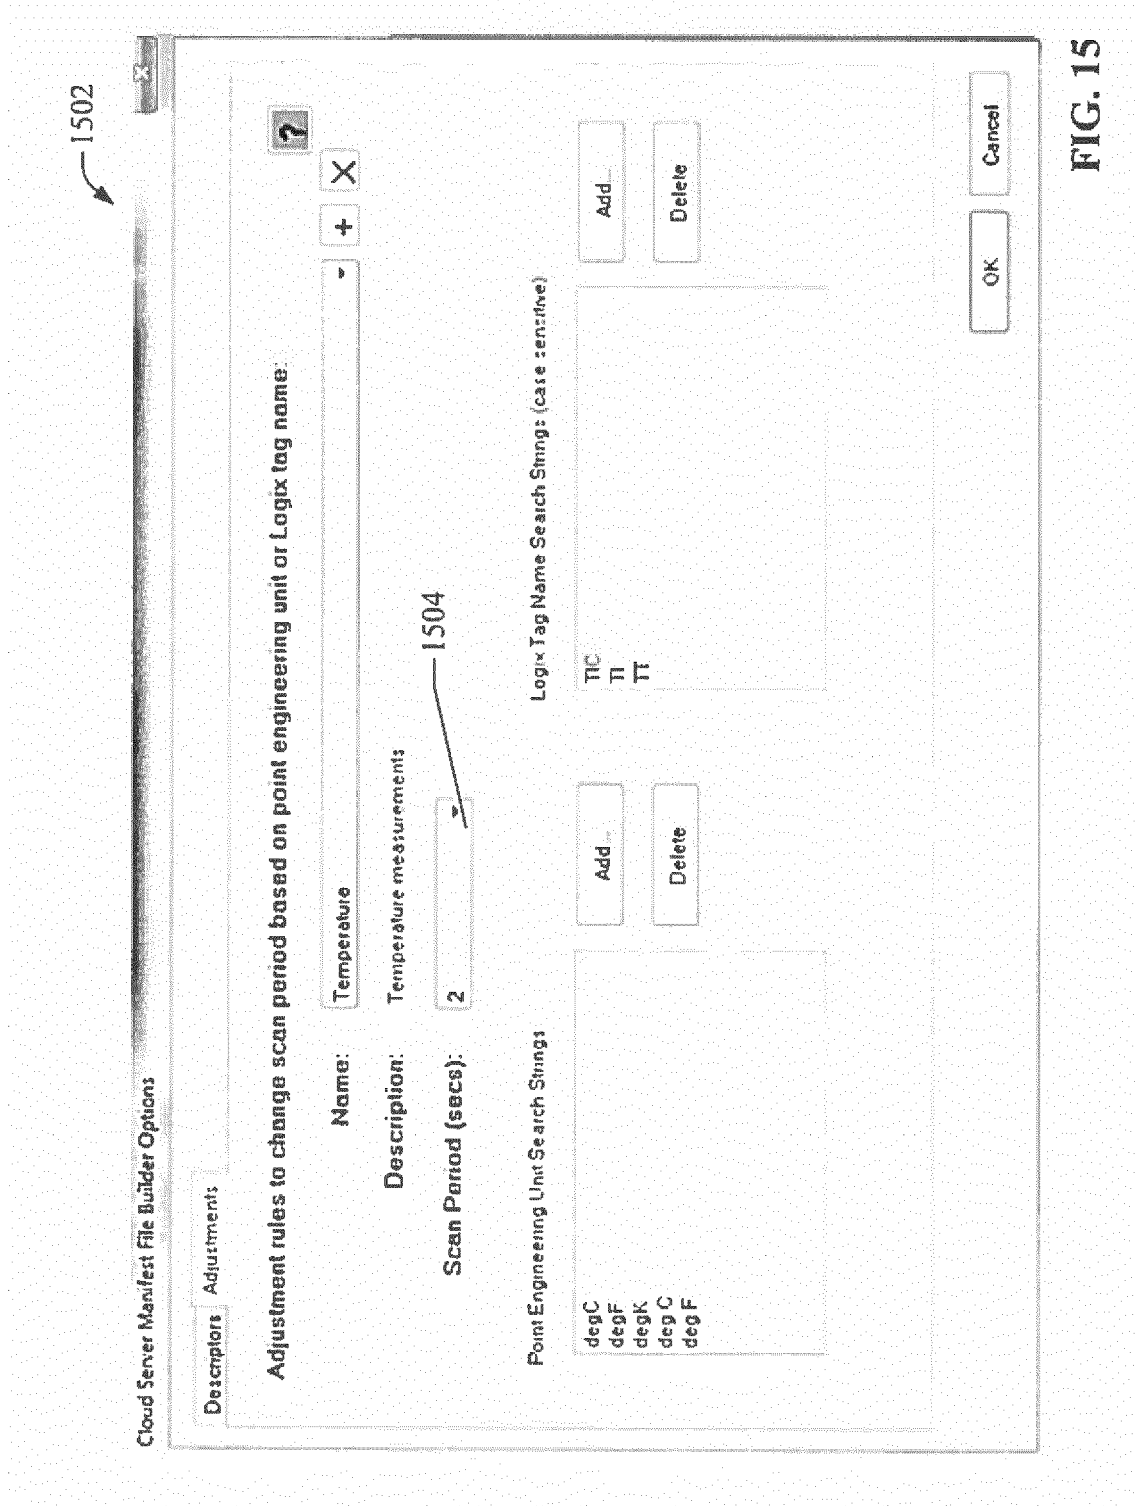 1502
Cloud Server Manifest File Builder Options
X
Descriptors Adjustments
Adjustment rules to change scan period based on point engineering unit or Logix tag name:
?
Name: Temperature + X
Description: Temperature measurements
Scan Period (secs): 2
1504
Point Engineering Unit Search Strings
degC
degF
degK
deg C
deg F
Add...
Delete
Logix Tag Name Search Strings (case sensitive)
TIC
TI
TT
Add...
Delete
OK Cancel
FIG. 15